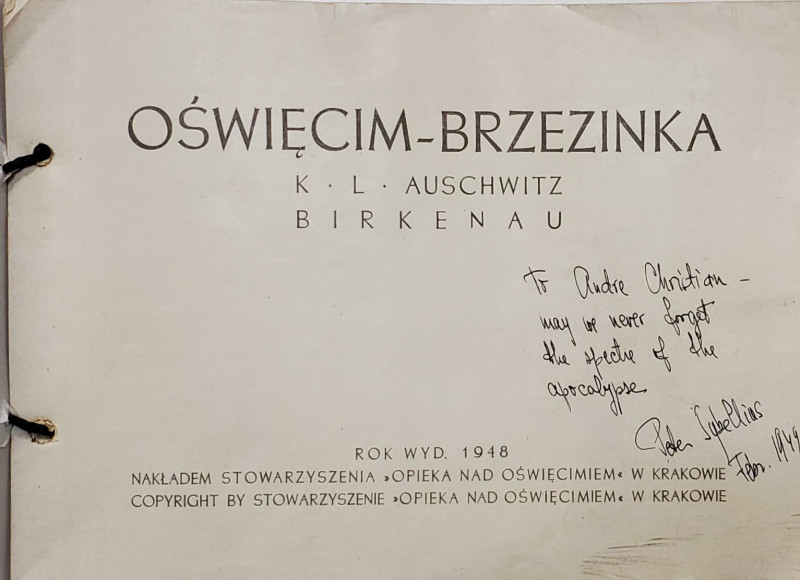 OŚWIĘCIM-BRZEZINKA
K · L · AUSCHWITZ
BIRKENAU
To Andre Christian -
may we never forget
the spectre of the
apocalypse
Peter
Febr. 1949
ROK WYD. 1948
NAKŁADEM STOWARZYSZENIA »OPIEKA NAD OŚWIĘCIMIEM« W KRAKOWIE
COPYRIGHT BY STOWARZYSZENIE »OPIEKA NAD OŚWIĘCIMIEM« W KRAKOWIE